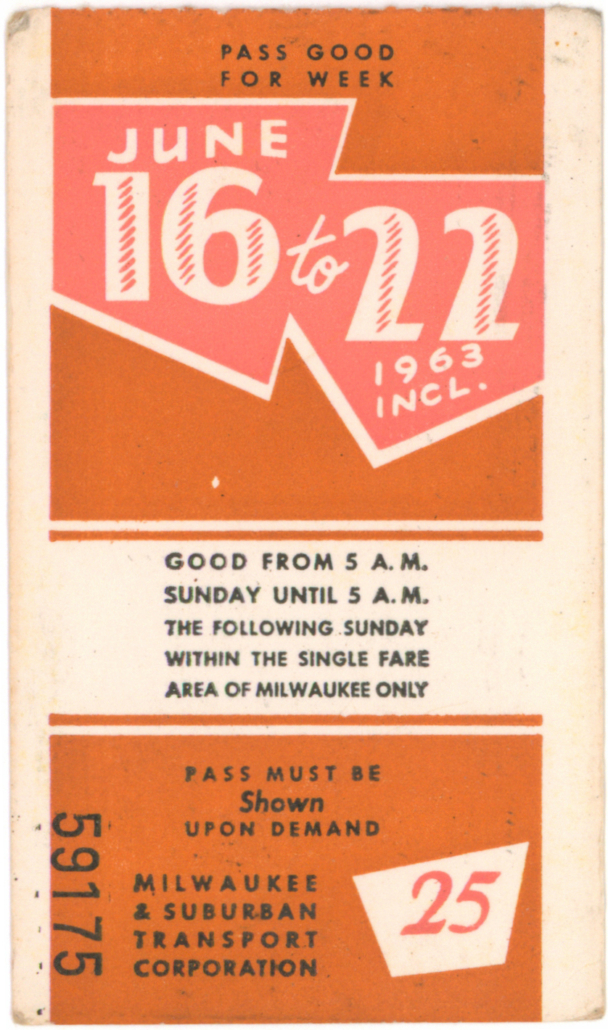 PASS GOOD
FOR WEEK
JUNE
16 to 22
1963
INCL.
GOOD FROM 5 A.M.
SUNDAY UNTIL 5 A.M.
THE FOLLOWING SUNDAY
WITHIN THE SINGLE FARE
AREA OF MILWAUKEE ONLY
PASS MUST BE
Shown
UPON DEMAND
MILWAUKEE
& SUBURBAN
TRANSPORT
CORPORATION
25
59175